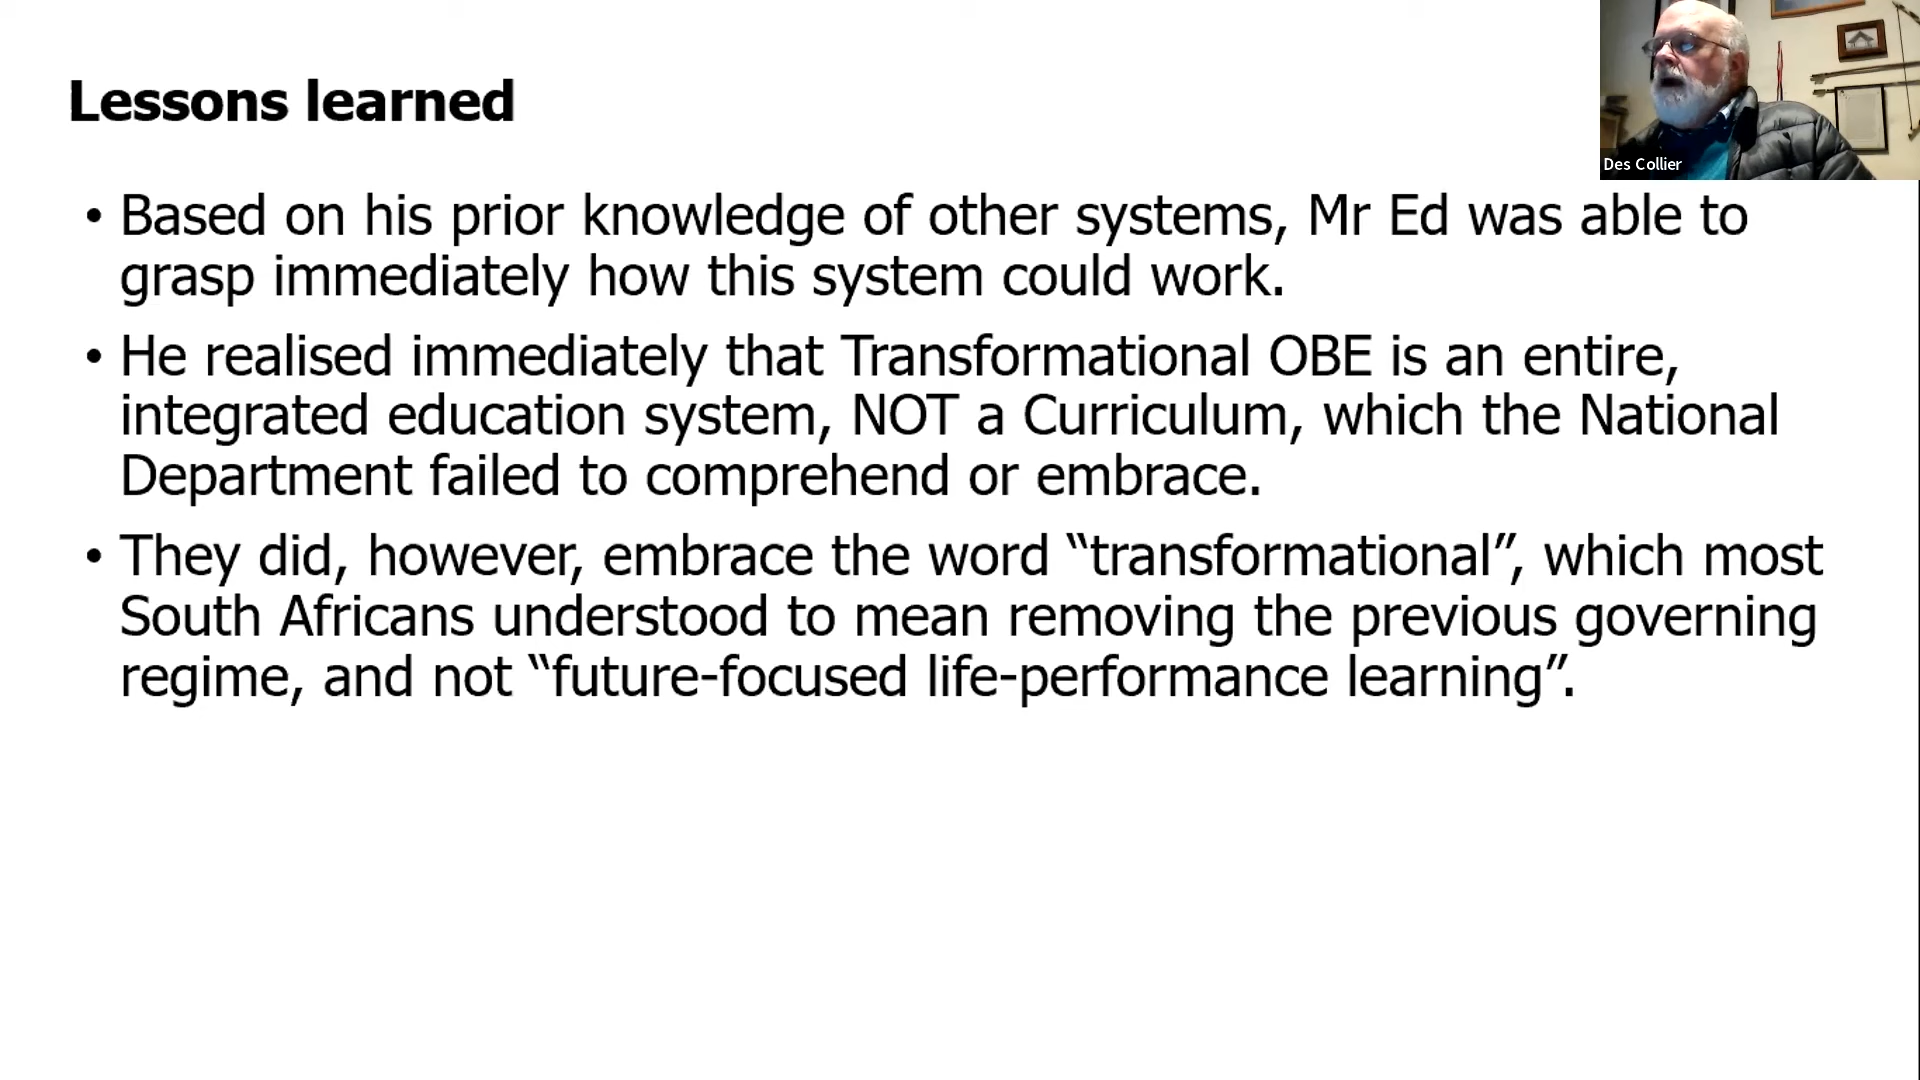 Lessons learned
Des Collier
• Based on his prior knowledge of other systems, Mr Ed was able to
grasp immediately how this system could work.
• He realised immediately that Transformational OBE is an entire,
integrated education system, NOT a Curriculum, which the National
Department failed to comprehend or embrace.
• They did, however, embrace the word “transformational”, which most
South Africans understood to mean removing the previous governing
regime, and not “future-focused life-performance learning”.